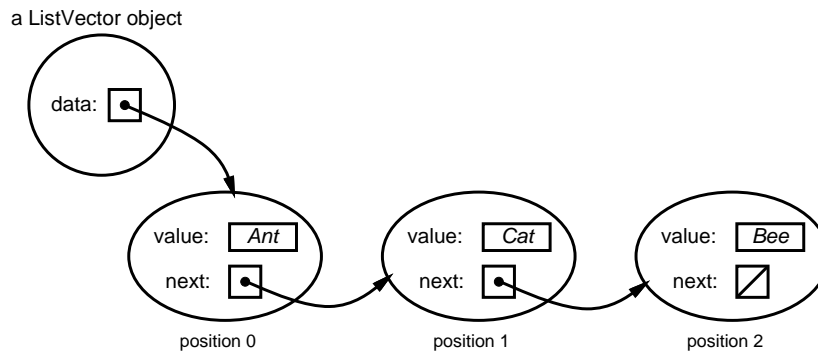 a ListVector object
data:
value: Ant value: Cat value: Bee
next: next: next:
position 0 position 1 position 2